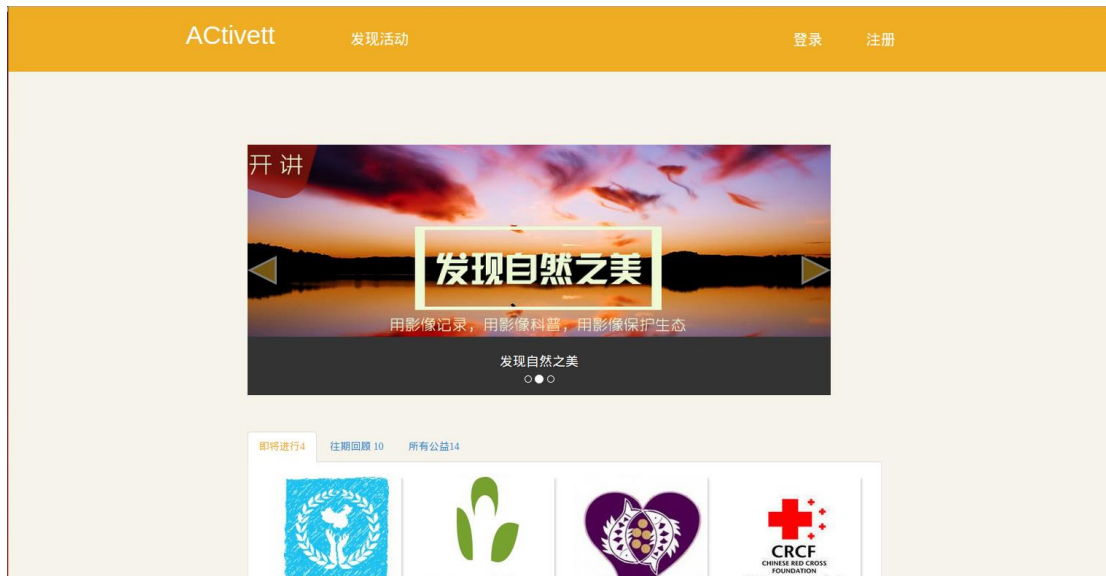 ACtivett 发现活动 登录 注册
开讲
发现自然之美
用影像记录，用影像科普，用影像保护生态
发现自然之美
即将进行4 往期回顾 10 所有公益14
CRCF
CHINESE RED CROSS
FOUNDATION